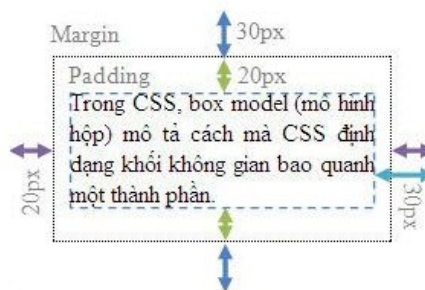 Margin
30px
Padding
20px
Trong CSS, box model (mô hình
hộp) mô tả cách mà CSS định
dạng khối không gian bao quanh
một thành phần.
20px
30px